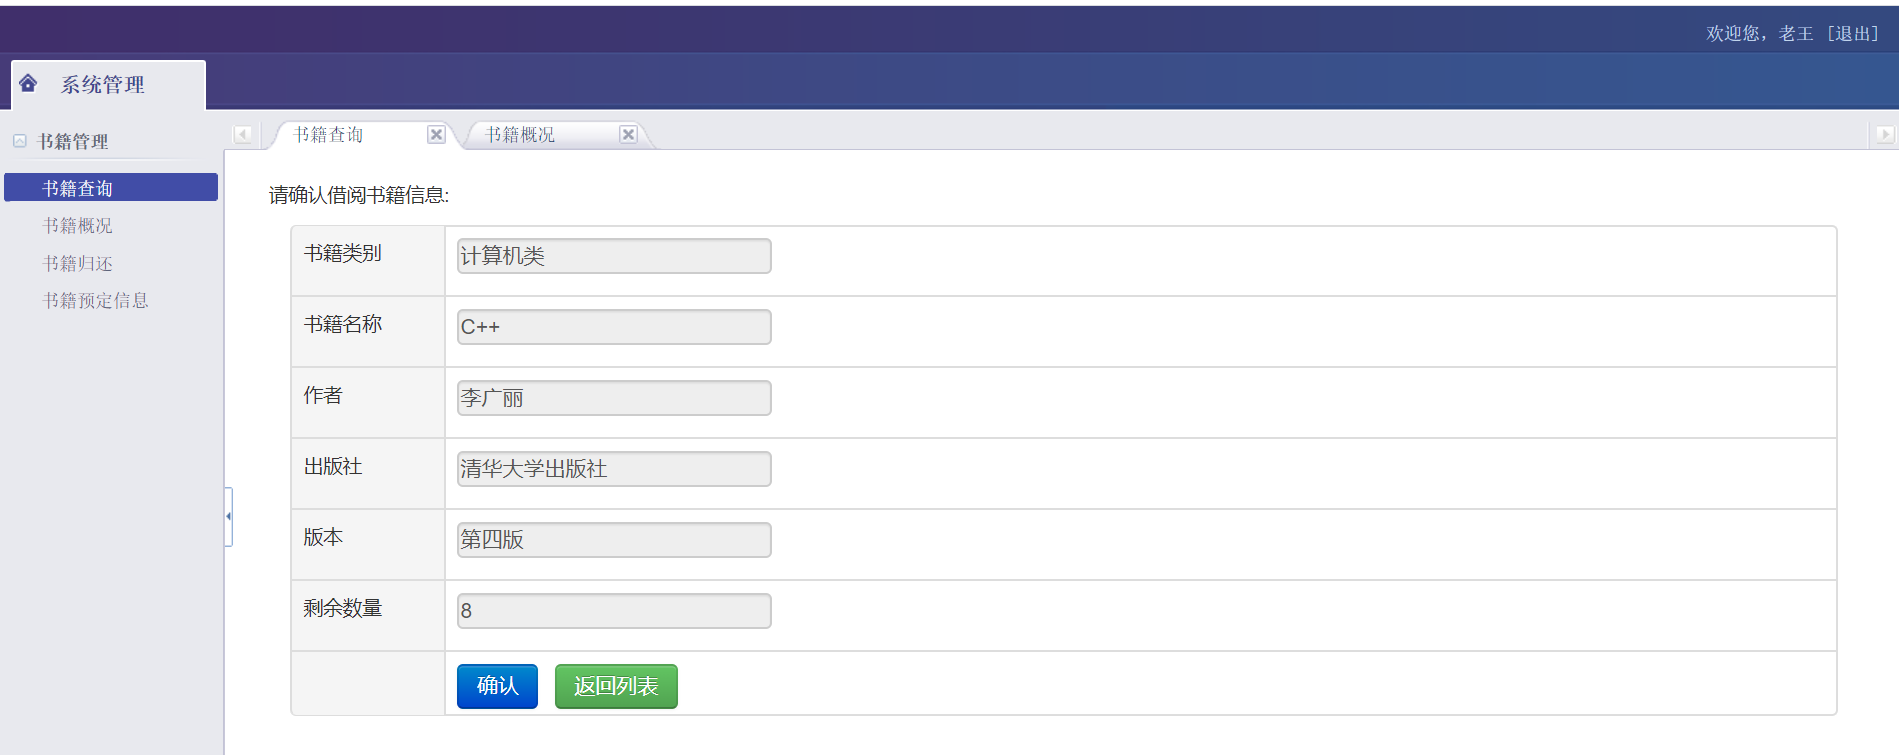 欢迎您，老王 [退出]
系统管理
书籍管理
书籍查询
书籍概况
书籍归还
书籍预定信息
书籍查询
书籍概况
请确认借阅书籍信息:
书籍类别 计算机类
书籍名称 C++
作者 李广丽
出版社 清华大学出版社
版本 第四版
剩余数量 8
确认 返回列表